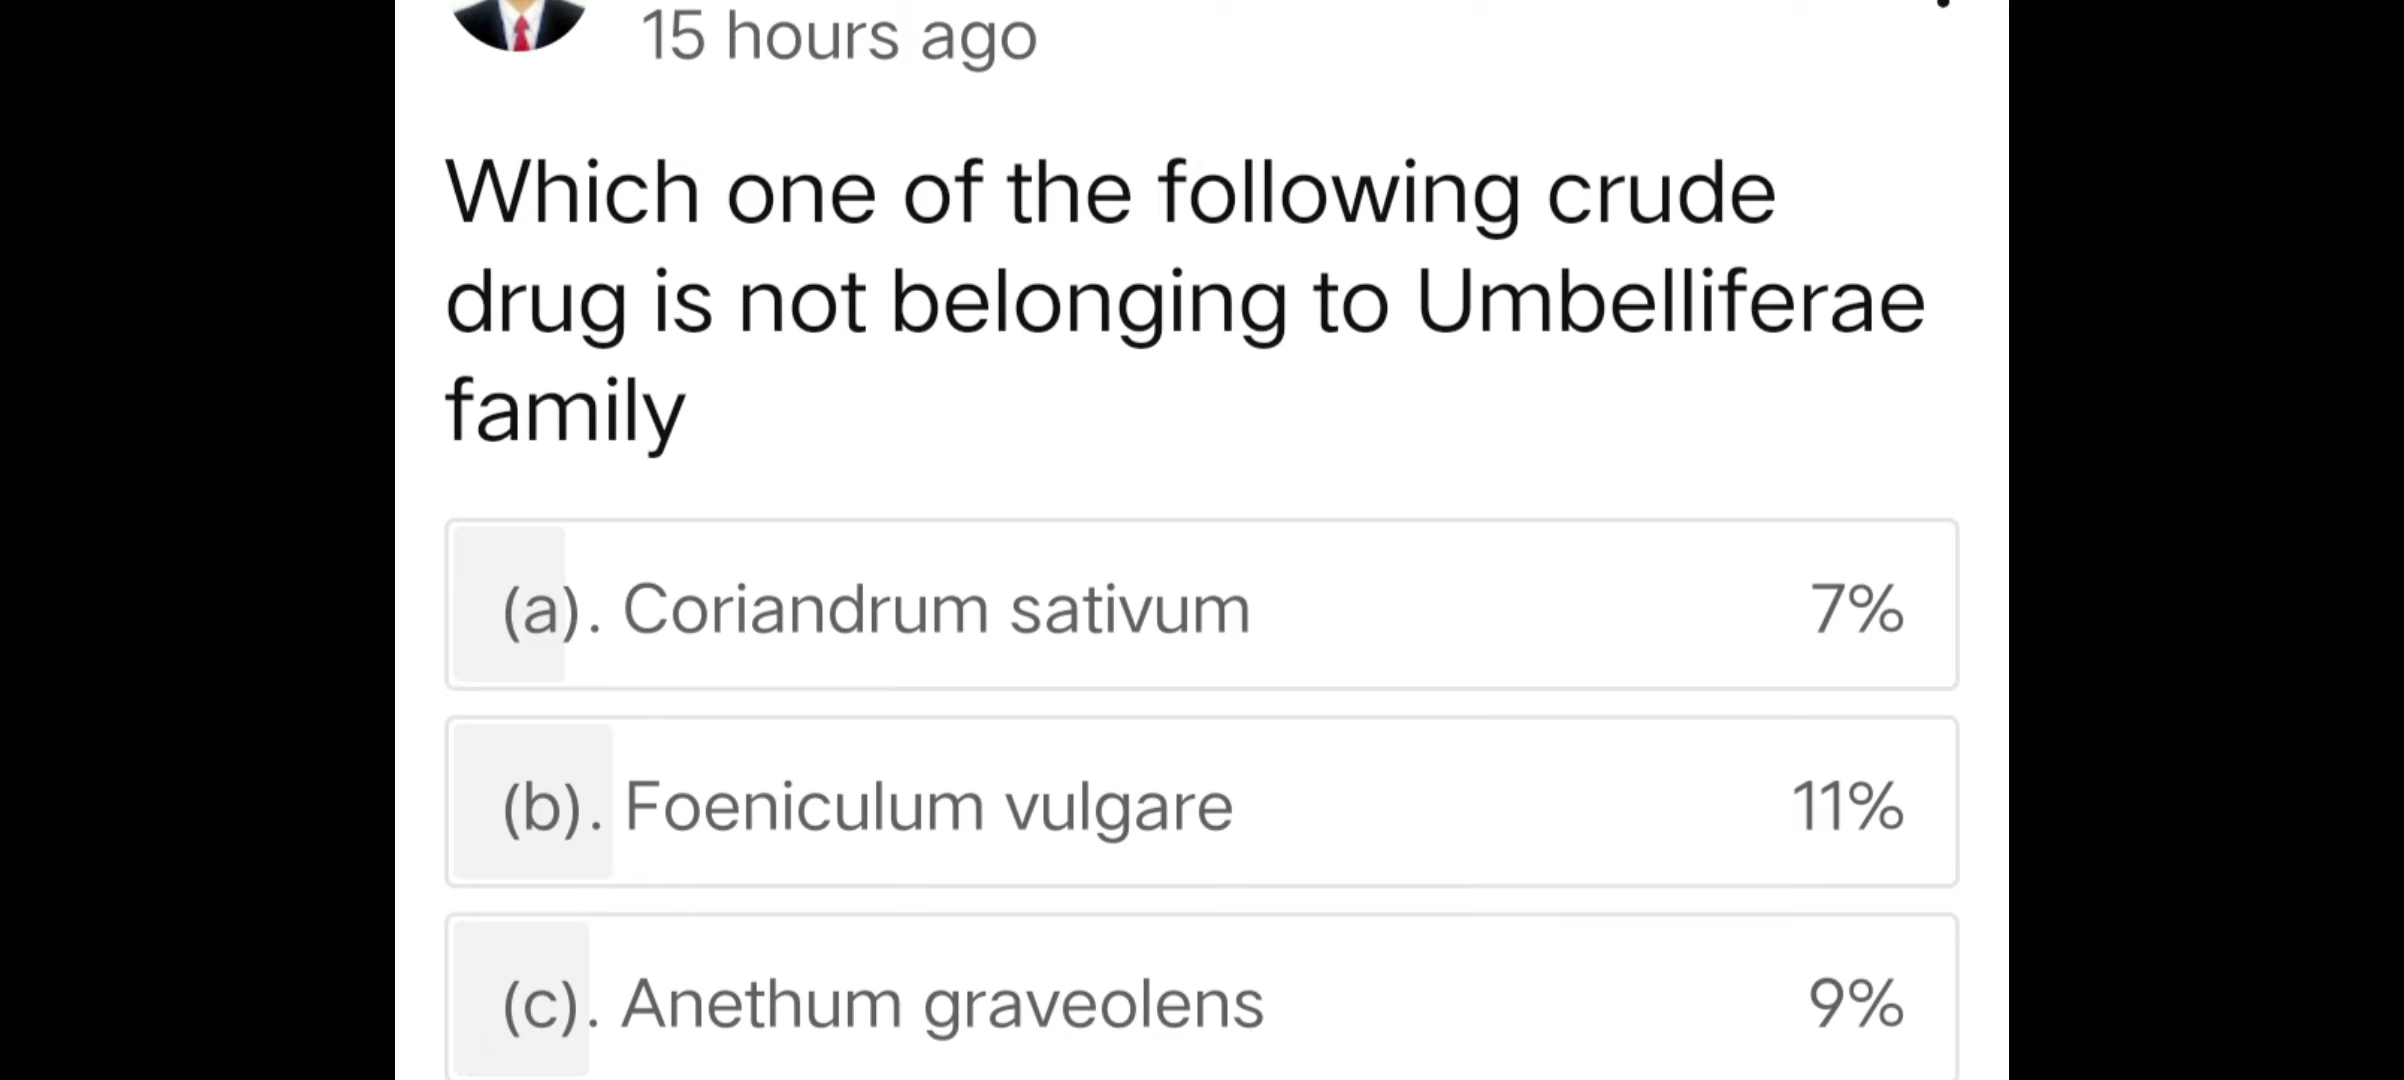 15 hours ago
Which one of the following crude
drug is not belonging to Umbelliferae
family
(a). Coriandrum sativum 7%
(b). Foeniculum vulgare 11%
(c). Anethum graveolens 9%